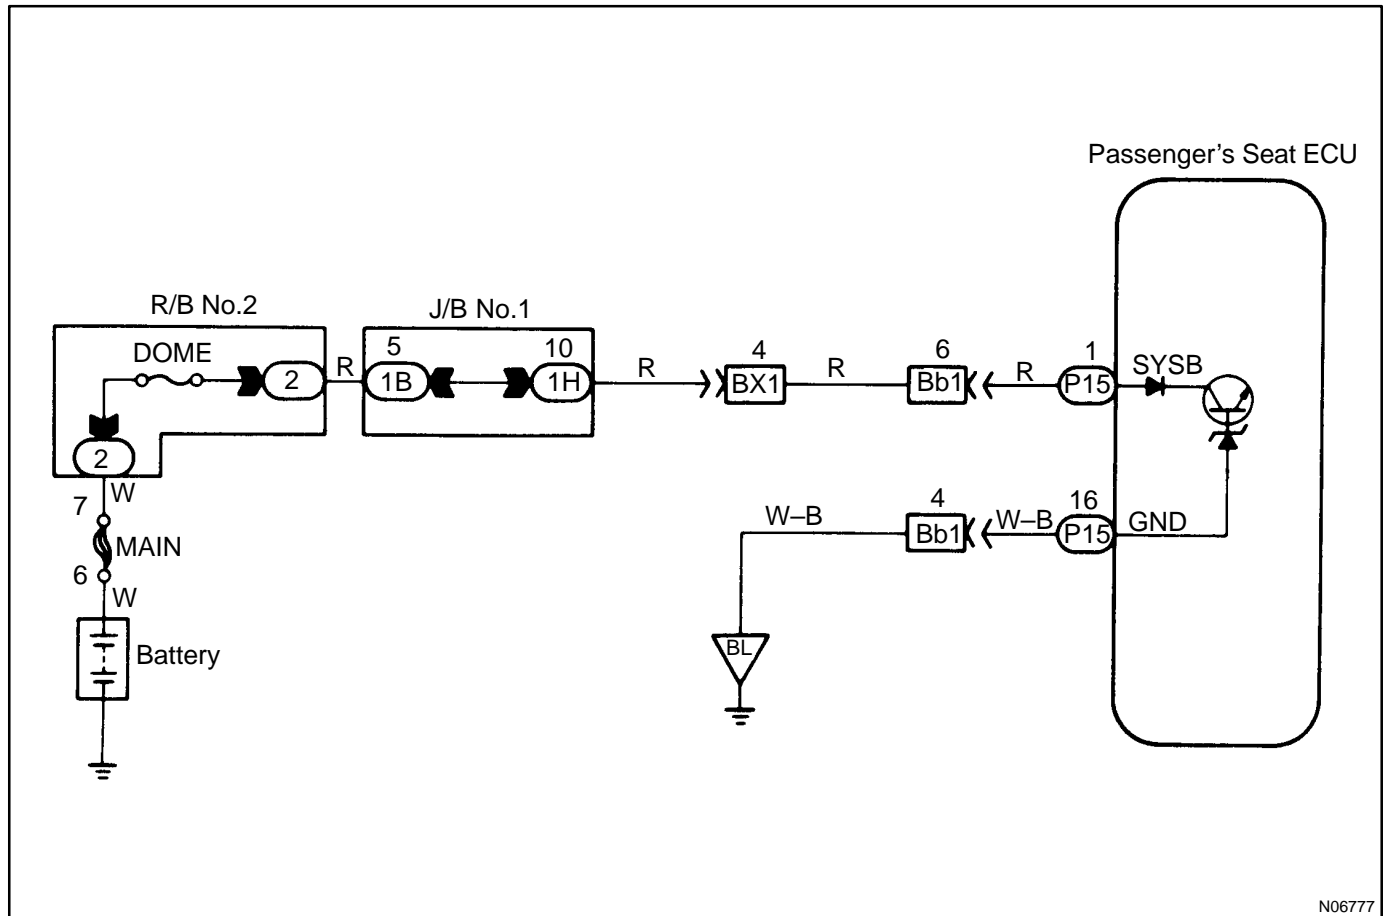 Passenger's Seat ECU
R/B No.2
J/B No.1
DOME
2
R
5
1B
10
1H
R
4
BX1
R
6
Bb1
R
1
P15
SYSB
2
W
7
MAIN
6
W
Battery
W–B
4
Bb1
W–B
16
P15
GND
BL
N06777